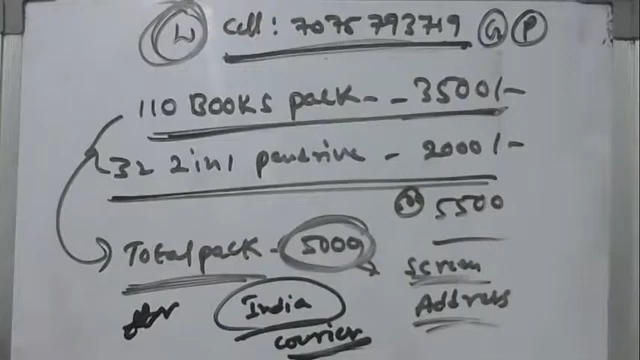 W cell: 7075793719 G P
110 Books pack - - 3500/-
32 2in1 pendrive - 2000/-
5500
Total pack - 5000
screen
India Address
courier